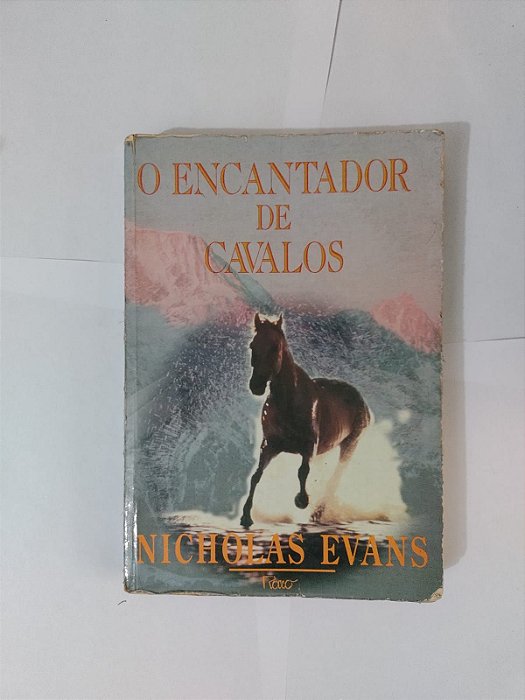 O ENCANTADOR
DE
CAVALOS
NICHOLAS EVANS
Rocco